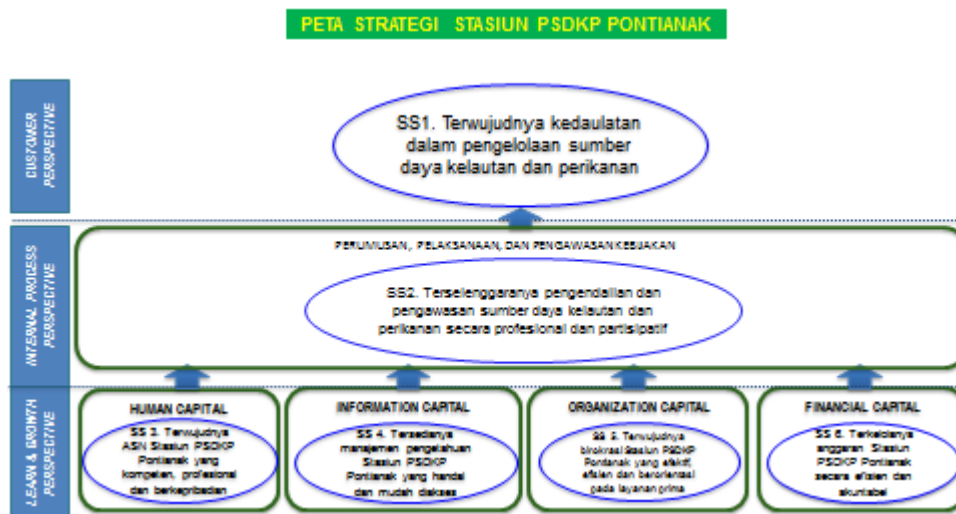 PETA STRATEGI STASIUN PSDKP PONTIANAK
CUSTOMER
PERSPECTIVE
SS1. Terwujudnya kedaulatan
dalam pengelolaan sumber
daya kelautan dan perikanan
INTERNAL PROCESS
PERSPECTIVE
PERUMUSAN, PELAKSANAAN, DAN PENGAWASAN KEBIJAKAN
SS2. Terselenggaranya pengendalian dan
pengawasan sumber daya kelautan dan
perikanan secara profesional dan partisipatif
LEARN & GROWTH
PERSPECTIVE
HUMAN CAPITAL
SS 3. Terwujudnya
ASN Stasiun PSDKP
Pontianak yang
kompeten, profesional
dan berkepribadian
INFORMATION CAPITAL
SS 4. Tersedianya
manajemen pengetahuan
Stasiun PSDKP
Pontianak yang handal
dan mudah diakses
ORGANIZATION CAPITAL
SS 5. Terwujudnya
birokrasi Stasiun PSDKP
Pontianak yang efektif,
efisien dan berorientasi
pada layanan prima
FINANCIAL CAPITAL
SS 6. Terkelolanya
anggaran Stasiun
PSDKP Pontianak
secara efisien dan
akuntabel